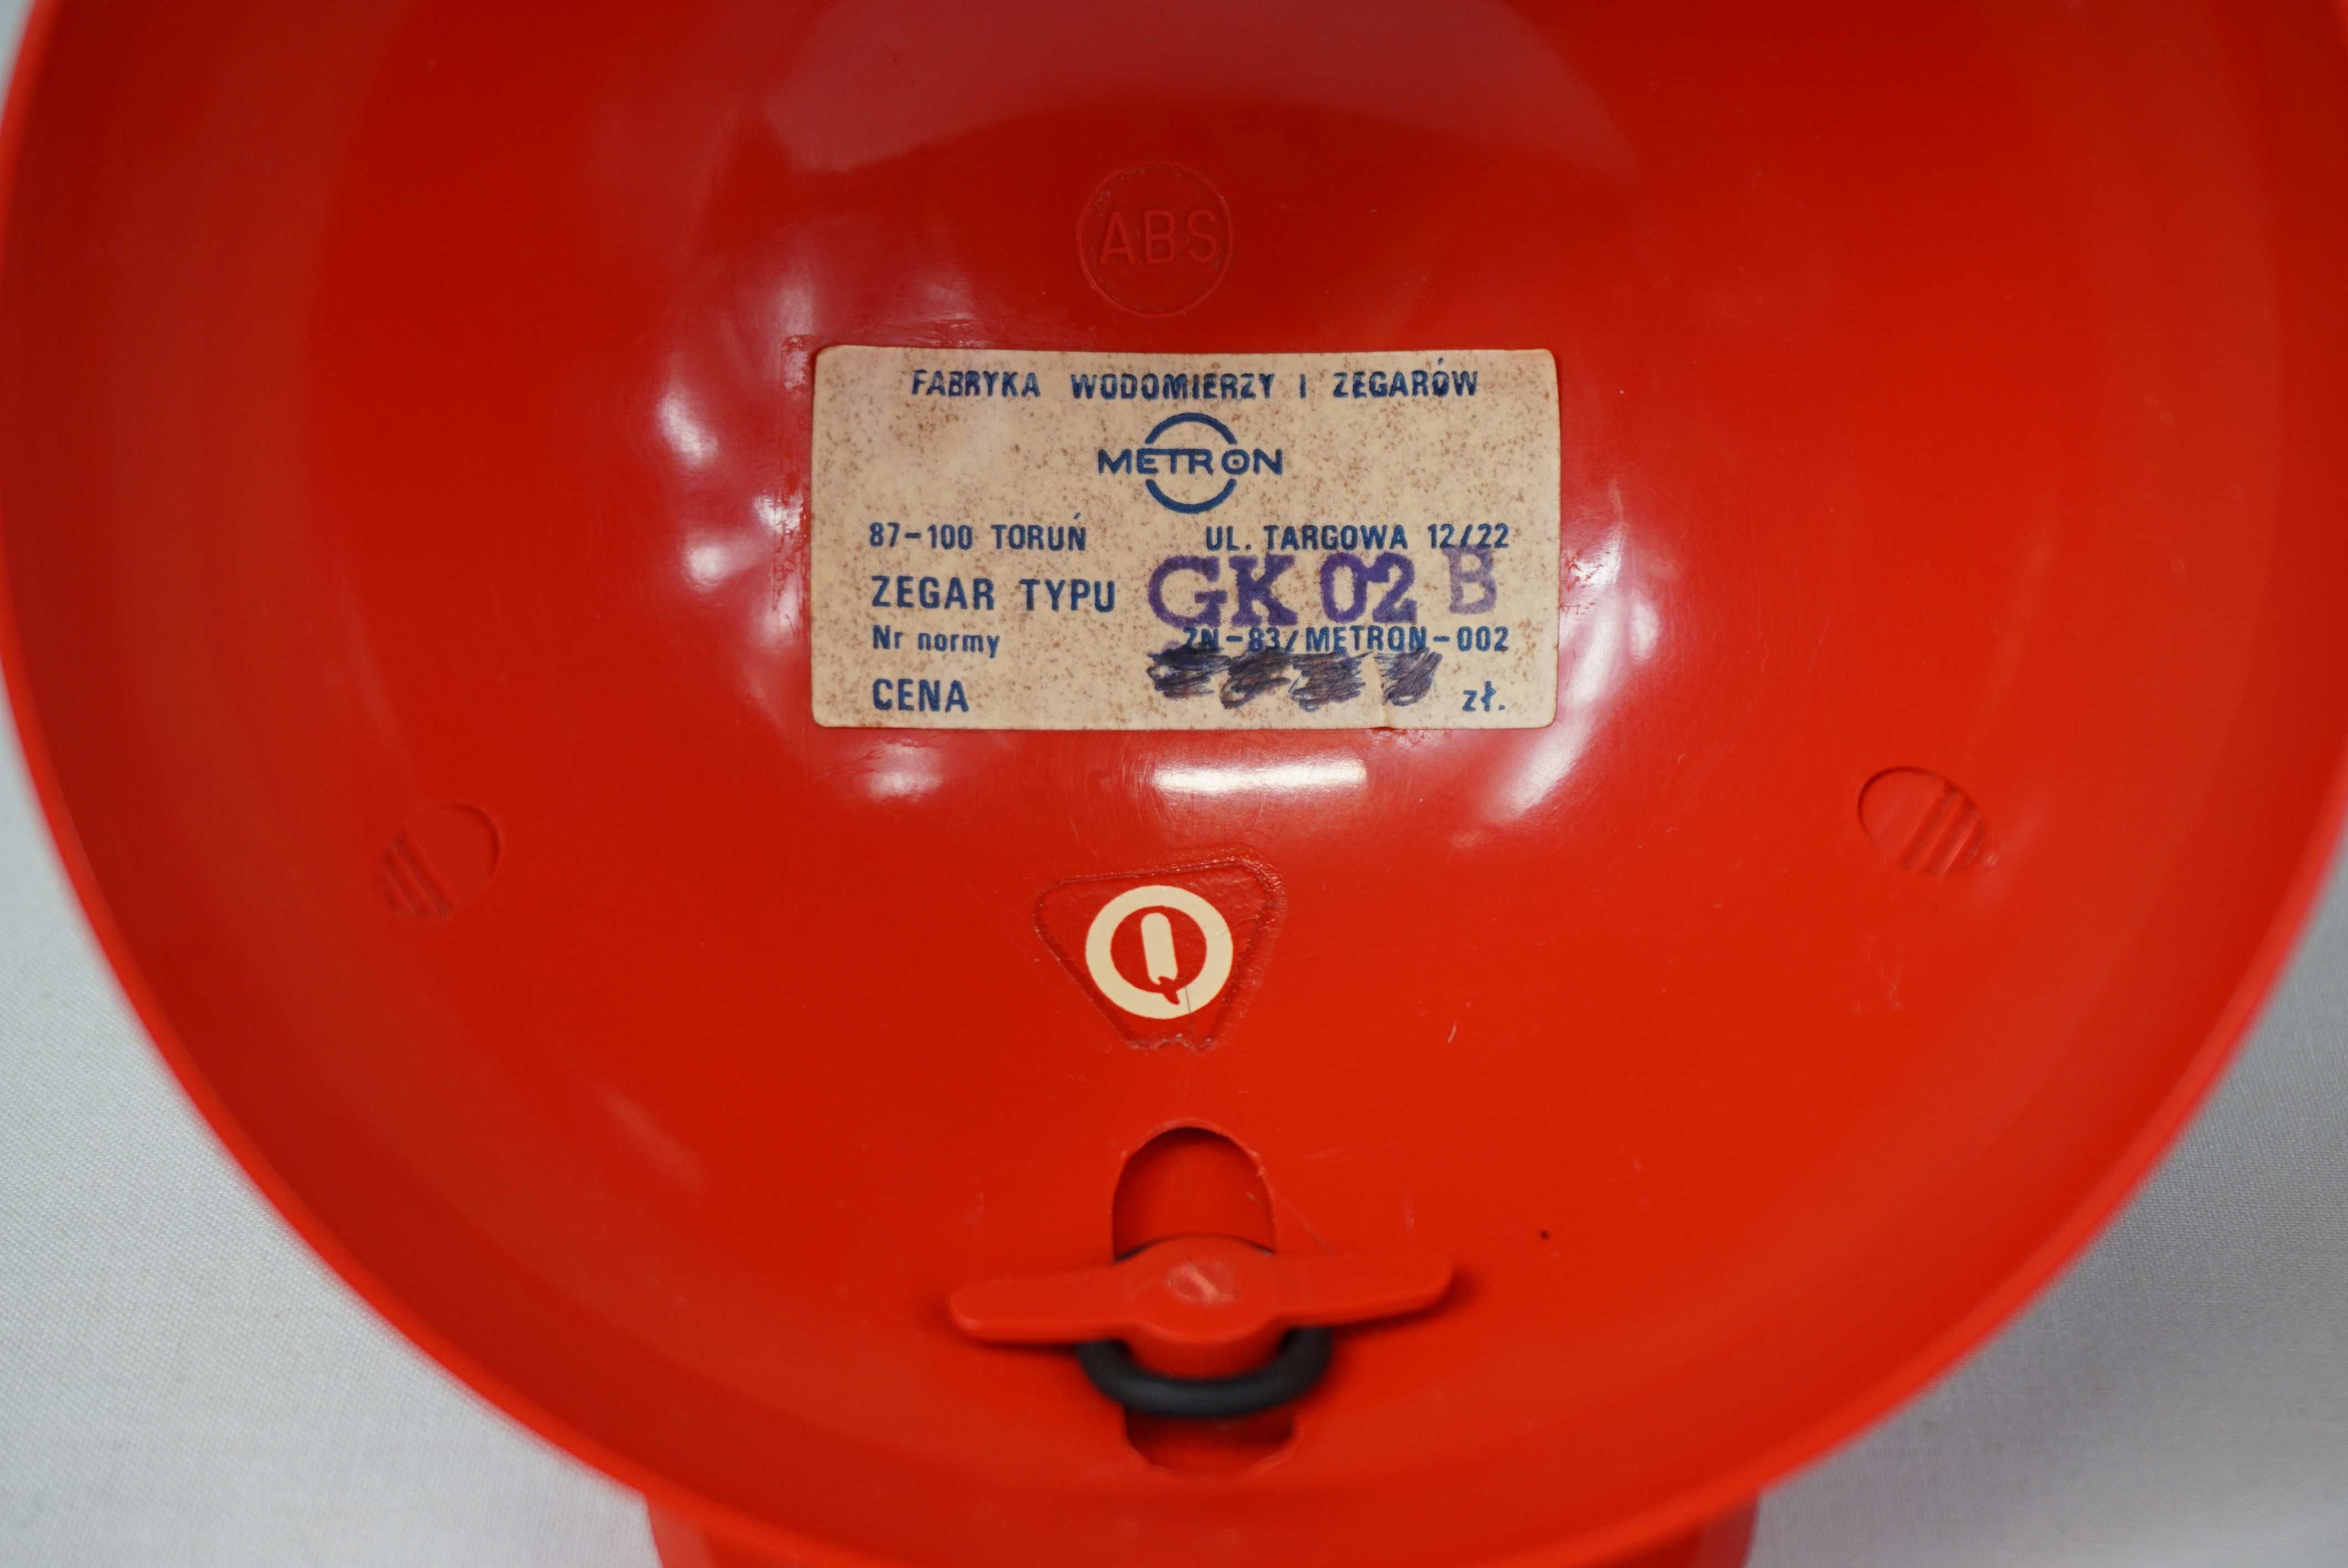 ABS
FABRYKA WODOMIERZY I ZEGARÓW
METRON
87-100 TORUŃ UL. TARGOWA 12/22
ZEGAR TYPU GK 02 B
Nr normy ZN-83/METRON-002
CENA zł.
Q